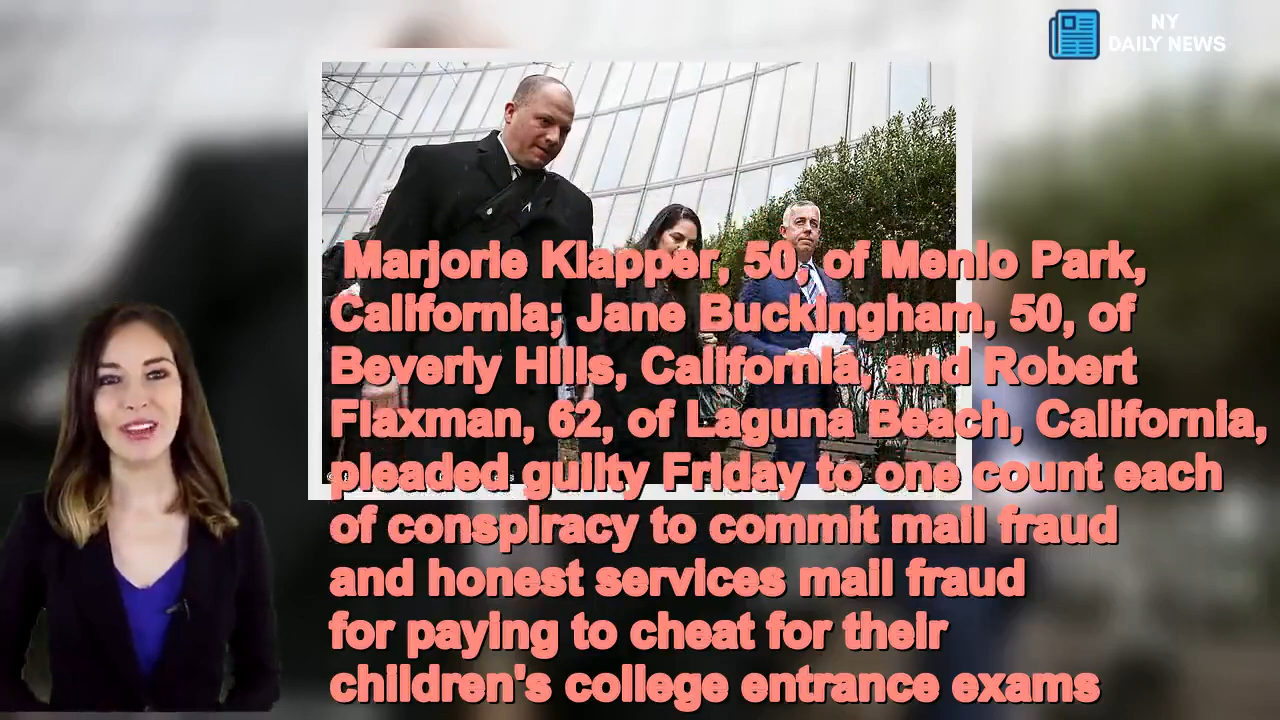 NY
DAILY NEWS
Marjorie Klapper, 50, of Menlo Park,
California; Jane Buckingham, 50, of
Beverly Hills, California, and Robert
Flaxman, 62, of Laguna Beach, California,
pleaded guilty Friday to one count each
of conspiracy to commit mail fraud
and honest services mail fraud
for paying to cheat for their
children's college entrance exams